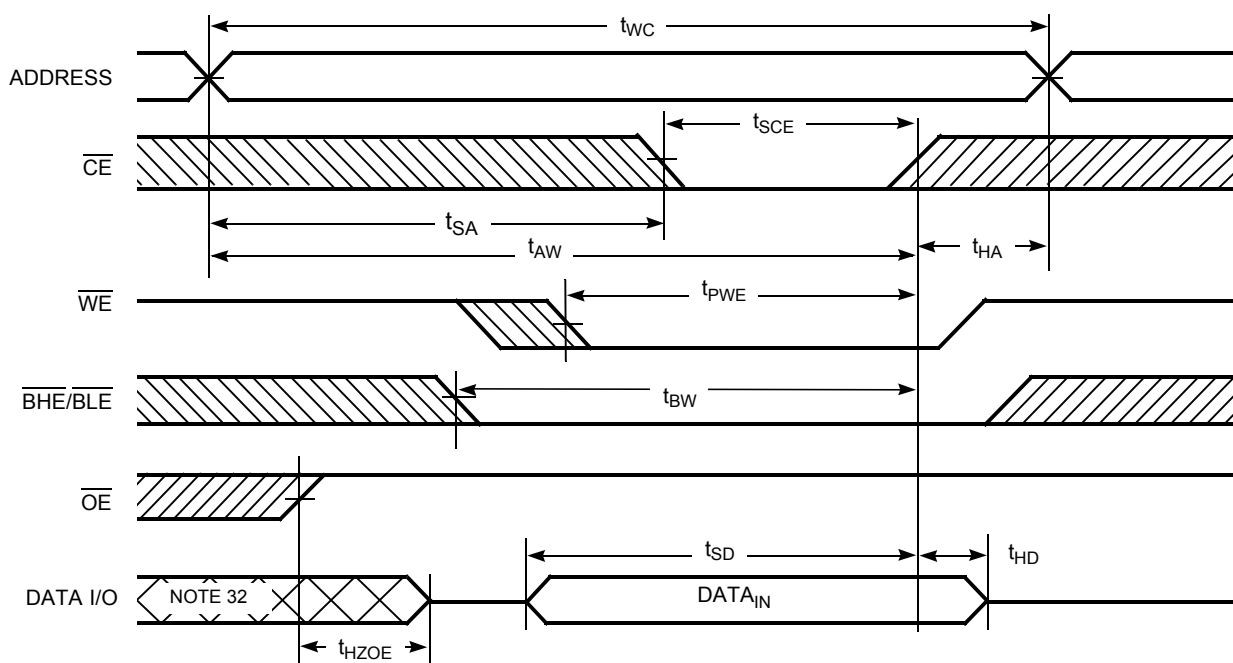 tWC
ADDRESS
tSCE
CE
tSA
tAW
tHA
WE
tPWE
BHE/BLE
tBW
OE
tSD
tHD
DATA I/O
NOTE 32
DATAIN
tHZOE